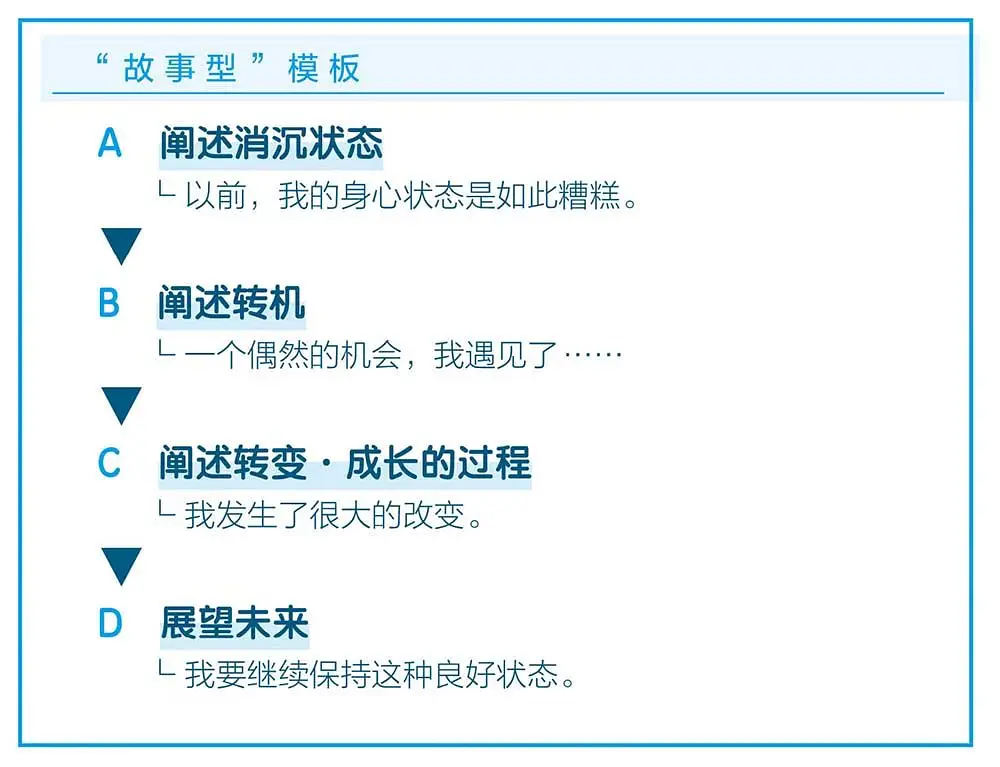 “故事型”模板
A 阐述消沉状态
以前，我的身心状态是如此糟糕。
B 阐述转机
一个偶然的机会，我遇见了……
C 阐述转变·成长的过程
我发生了很大的改变。
D 展望未来
我要继续保持这种良好状态。